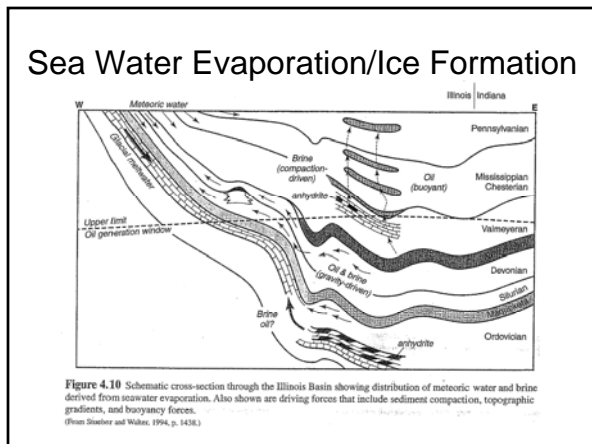 Sea Water Evaporation/Ice Formation
Illinois
Indiana
W
Meteoric water
E
Pennsylvanian
Glacial meltwater
Brine
(compaction-
driven)
Oil
(buoyant)
Mississippian
Chesterian
anhydrite
Upper limit
Oil generation window
Valmeyeran
Oil & brine
(gravity-driven)
Devonian
Silurian
Maquoketa
Brine
oil?
Ordovician
anhydrite
Figure 4.10 Schematic cross-section through the Illinois Basin showing distribution of meteoric water and brine
derived from seawater evaporation. Also shown are driving forces that include sediment compaction, topographic
gradients, and buoyancy forces.
(From Stueber and Walter, 1994, p. 1438.)